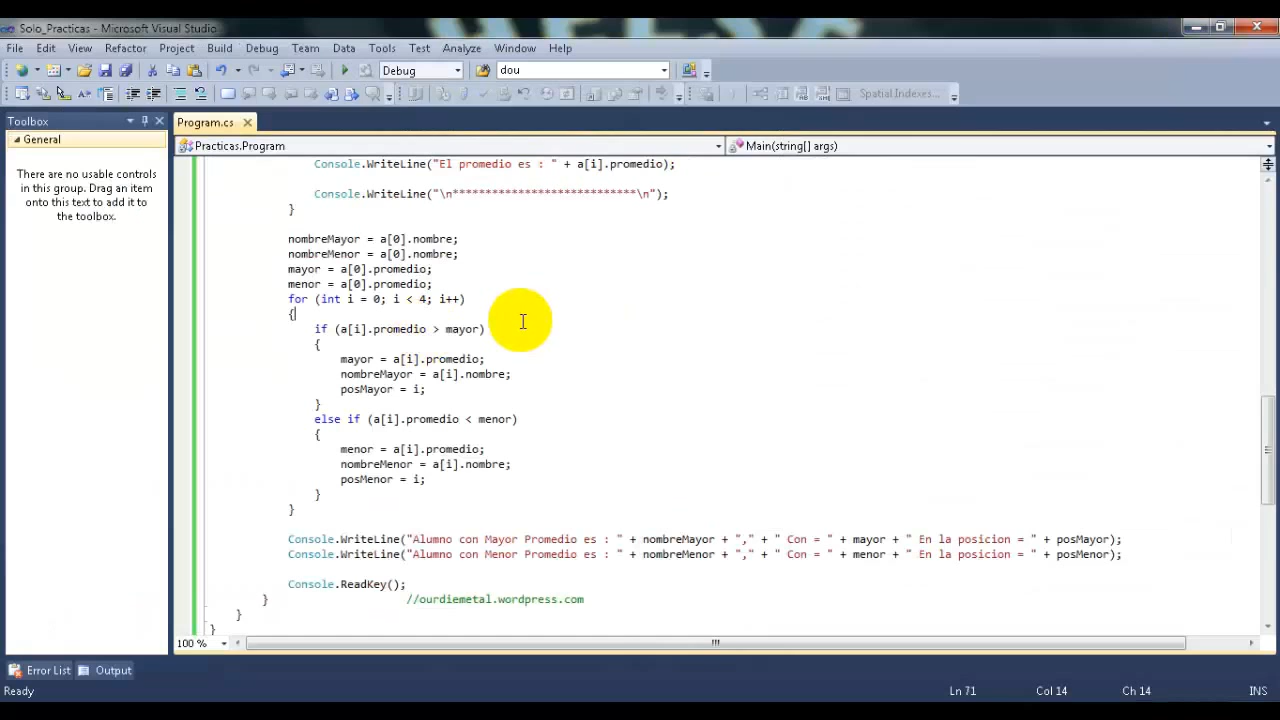 Solo_Practicas - Microsoft Visual Studio
File Edit View Refactor Project Build Debug Team Data Tools Test Analyze Window Help
Debug dou
Spatial Indexes...
Toolbox
General
There are no usable controls
in this group. Drag an item
onto this text to add it to
the toolbox.
Program.cs
Practicas.Program Main(string[] args)
Console.WriteLine("El promedio es : " + a[i].promedio);
Console.WriteLine("\n****************************\n");
}
nombreMayor = a[0].nombre;
nombreMenor = a[0].nombre;
mayor = a[0].promedio;
menor = a[0].promedio;
for (int i = 0; i < 4; i++)
{
if (a[i].promedio > mayor)
{
mayor = a[i].promedio;
nombreMayor = a[i].nombre;
posMayor = i;
}
else if (a[i].promedio < menor)
{
menor = a[i].promedio;
nombreMenor = a[i].nombre;
posMenor = i;
}
}
Console.WriteLine("Alumno con Mayor Promedio es : " + nombreMayor + "," + " Con = " + mayor + " En la posicion = " + posMayor);
Console.WriteLine("Alumno con Menor Promedio es : " + nombreMenor + "," + " Con = " + menor + " En la posicion = " + posMenor);
Console.ReadKey();
} //ourdiemetal.wordpress.com
}
}
100 %
Error List Output
Ready Ln 71 Col 14 Ch 14 INS